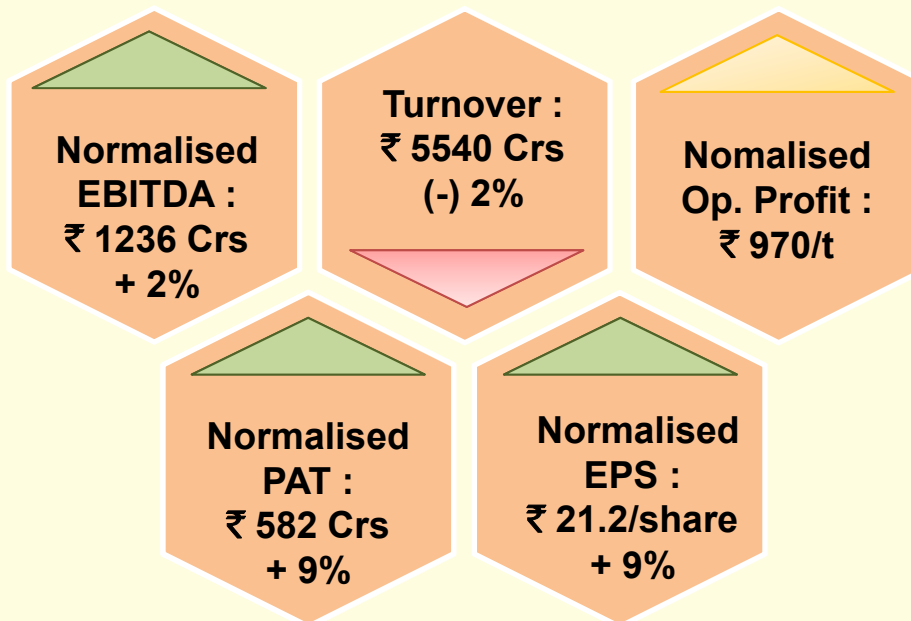 Normalised
EBITDA :
₹ 1236 Crs
+ 2%
Turnover :
₹ 5540 Crs
(-) 2%
Nomalised
Op. Profit :
₹ 970/t
Normalised
PAT :
₹ 582 Crs
+ 9%
Normalised
EPS :
₹ 21.2/share
+ 9%